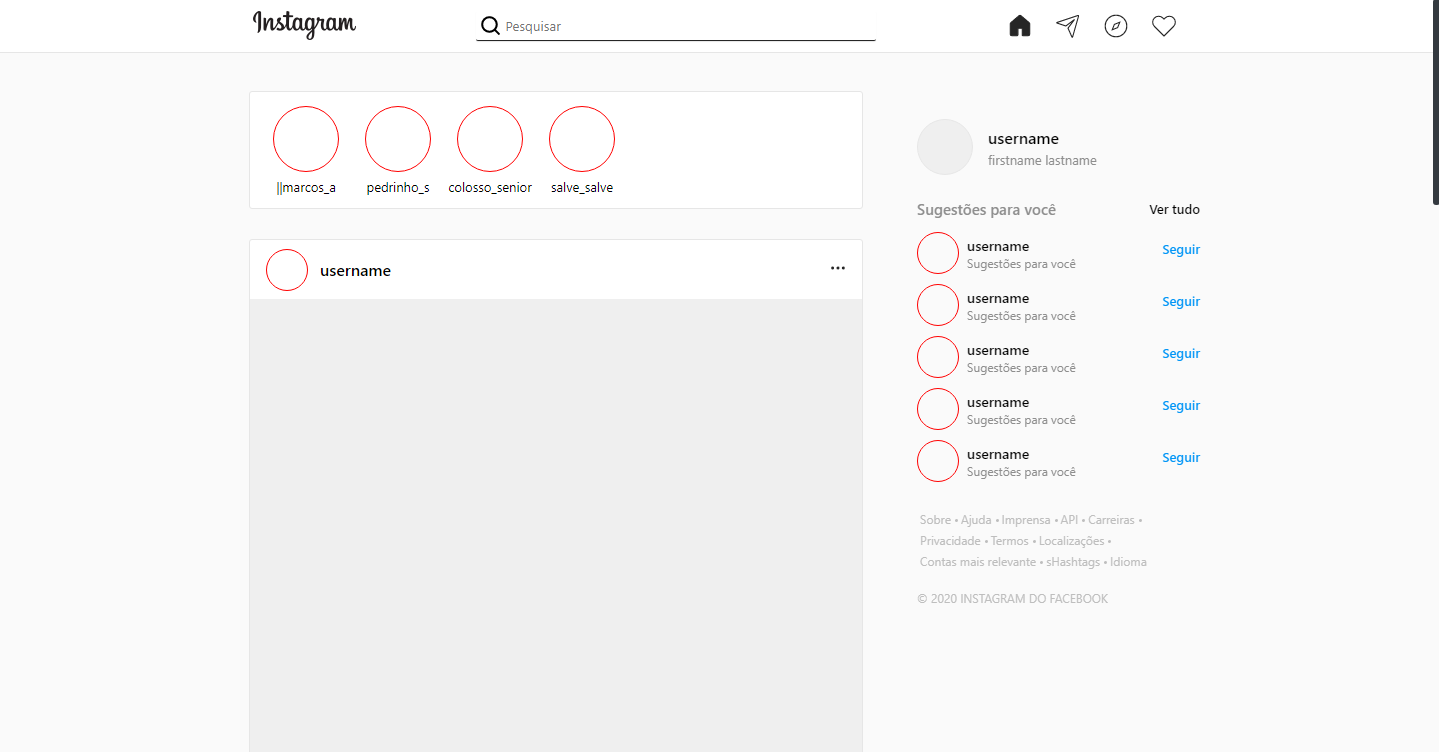 Instagram
Pesquisar
||marcos_a
pedrinho_s
colosso_senior
salve_salve
username
username
firstname lastname
Sugestões para você
Ver tudo
username
Sugestões para você
Seguir
username
Sugestões para você
Seguir
username
Sugestões para você
Seguir
username
Sugestões para você
Seguir
username
Sugestões para você
Seguir
Sobre • Ajuda • Imprensa • API • Carreiras •
Privacidade • Termos • Localizações •
Contas mais relevante • sHashtags • Idioma
© 2020 INSTAGRAM DO FACEBOOK